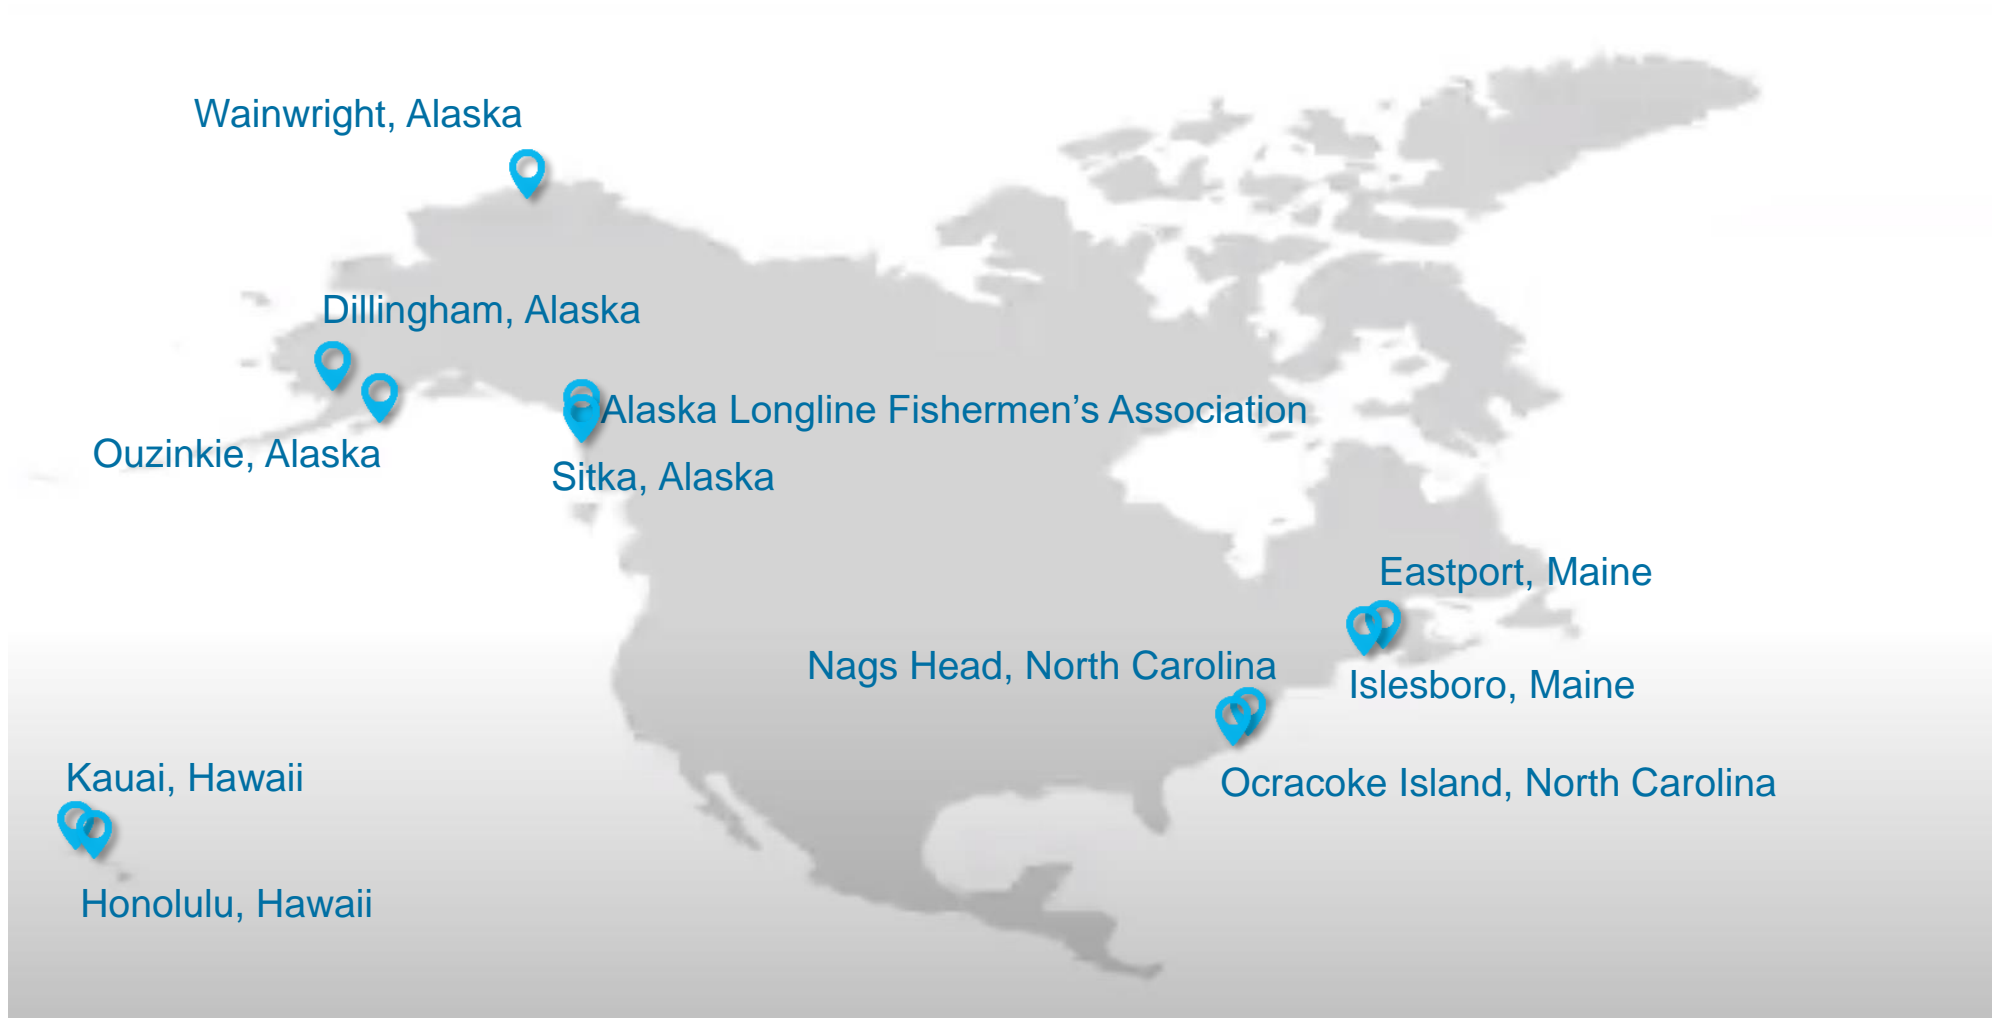 Wainwright, Alaska
Dillingham, Alaska
Alaska Longline Fishermen’s Association
Ouzinkie, Alaska
Sitka, Alaska
Eastport, Maine
Nags Head, North Carolina
Islesboro, Maine
Kauai, Hawaii
Ocracoke Island, North Carolina
Honolulu, Hawaii